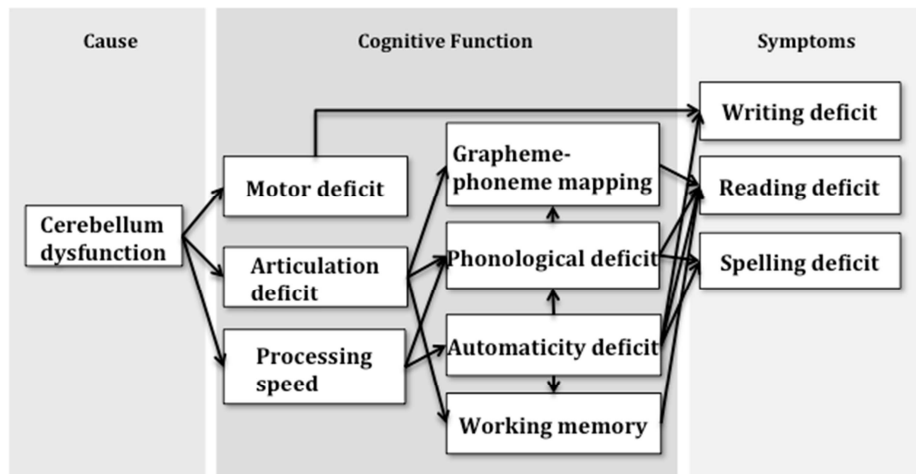 Cause
Cognitive Function
Symptoms
Cerebellum
dysfunction
Motor deficit
Articulation
deficit
Processing
speed
Grapheme-
phoneme mapping
Phonological deficit
Automaticity deficit
Working memory
Writing deficit
Reading deficit
Spelling deficit